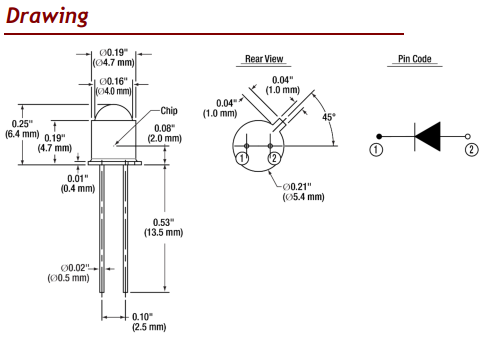 Drawing
Ø0.19"
(Ø4.7 mm)
Ø0.16"
(Ø4.0 mm)
Chip
0.25"
(6.4 mm)
0.19"
(4.7 mm)
0.08"
(2.0 mm)
0.01"
(0.4 mm)
0.53"
(13.5 mm)
Ø0.02"
(Ø0.5 mm)
0.10"
(2.5 mm)
Rear View
0.04"
(1.0 mm)
0.04"
(1.0 mm)
45°
1
2
Ø0.21"
(Ø5.4 mm)
Pin Code
1
2